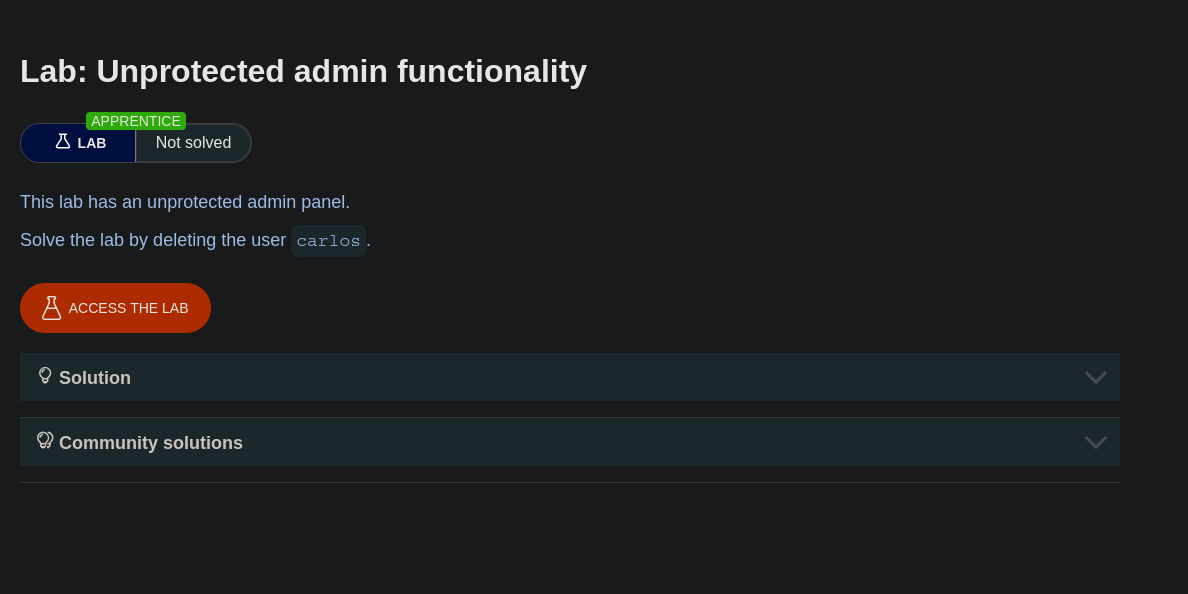 Lab: Unprotected admin functionality
APPRENTICE
LAB Not solved
This lab has an unprotected admin panel.
Solve the lab by deleting the user carlos.
ACCESS THE LAB
Solution
Community solutions